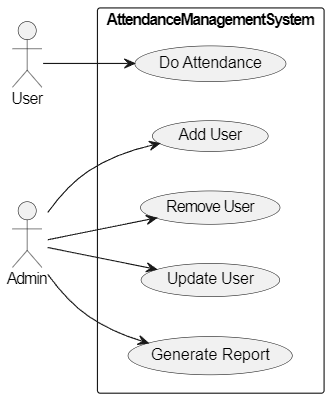 AttendanceManagementSystem
Do Attendance
User
Add User
Remove User
Admin
Update User
Generate Report